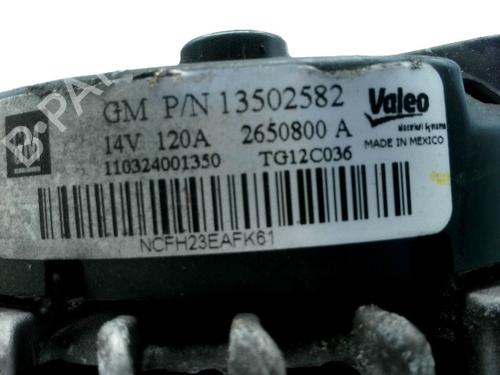 GM P/N 13502582
Valeo
14V 120A 2650800 A
110324001350 TG12C036
MADE IN MEXICO
NCFH23EAFK61